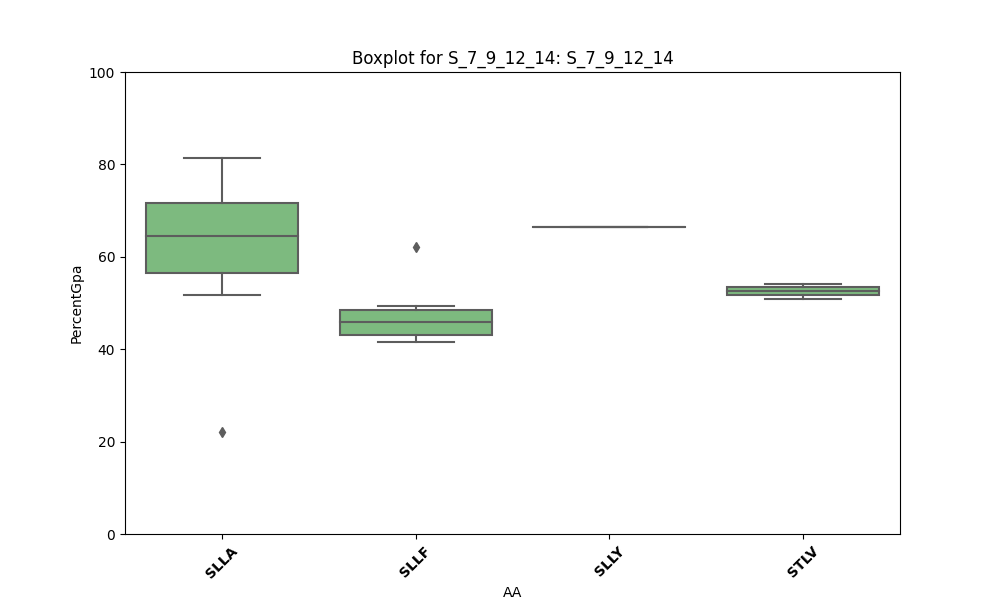 Boxplot for S_7_9_12_14: S_7_9_12_14
100
80
60
40
20
0
PercentGpa
SLLA
SLLF
SLLY
STLV
AA